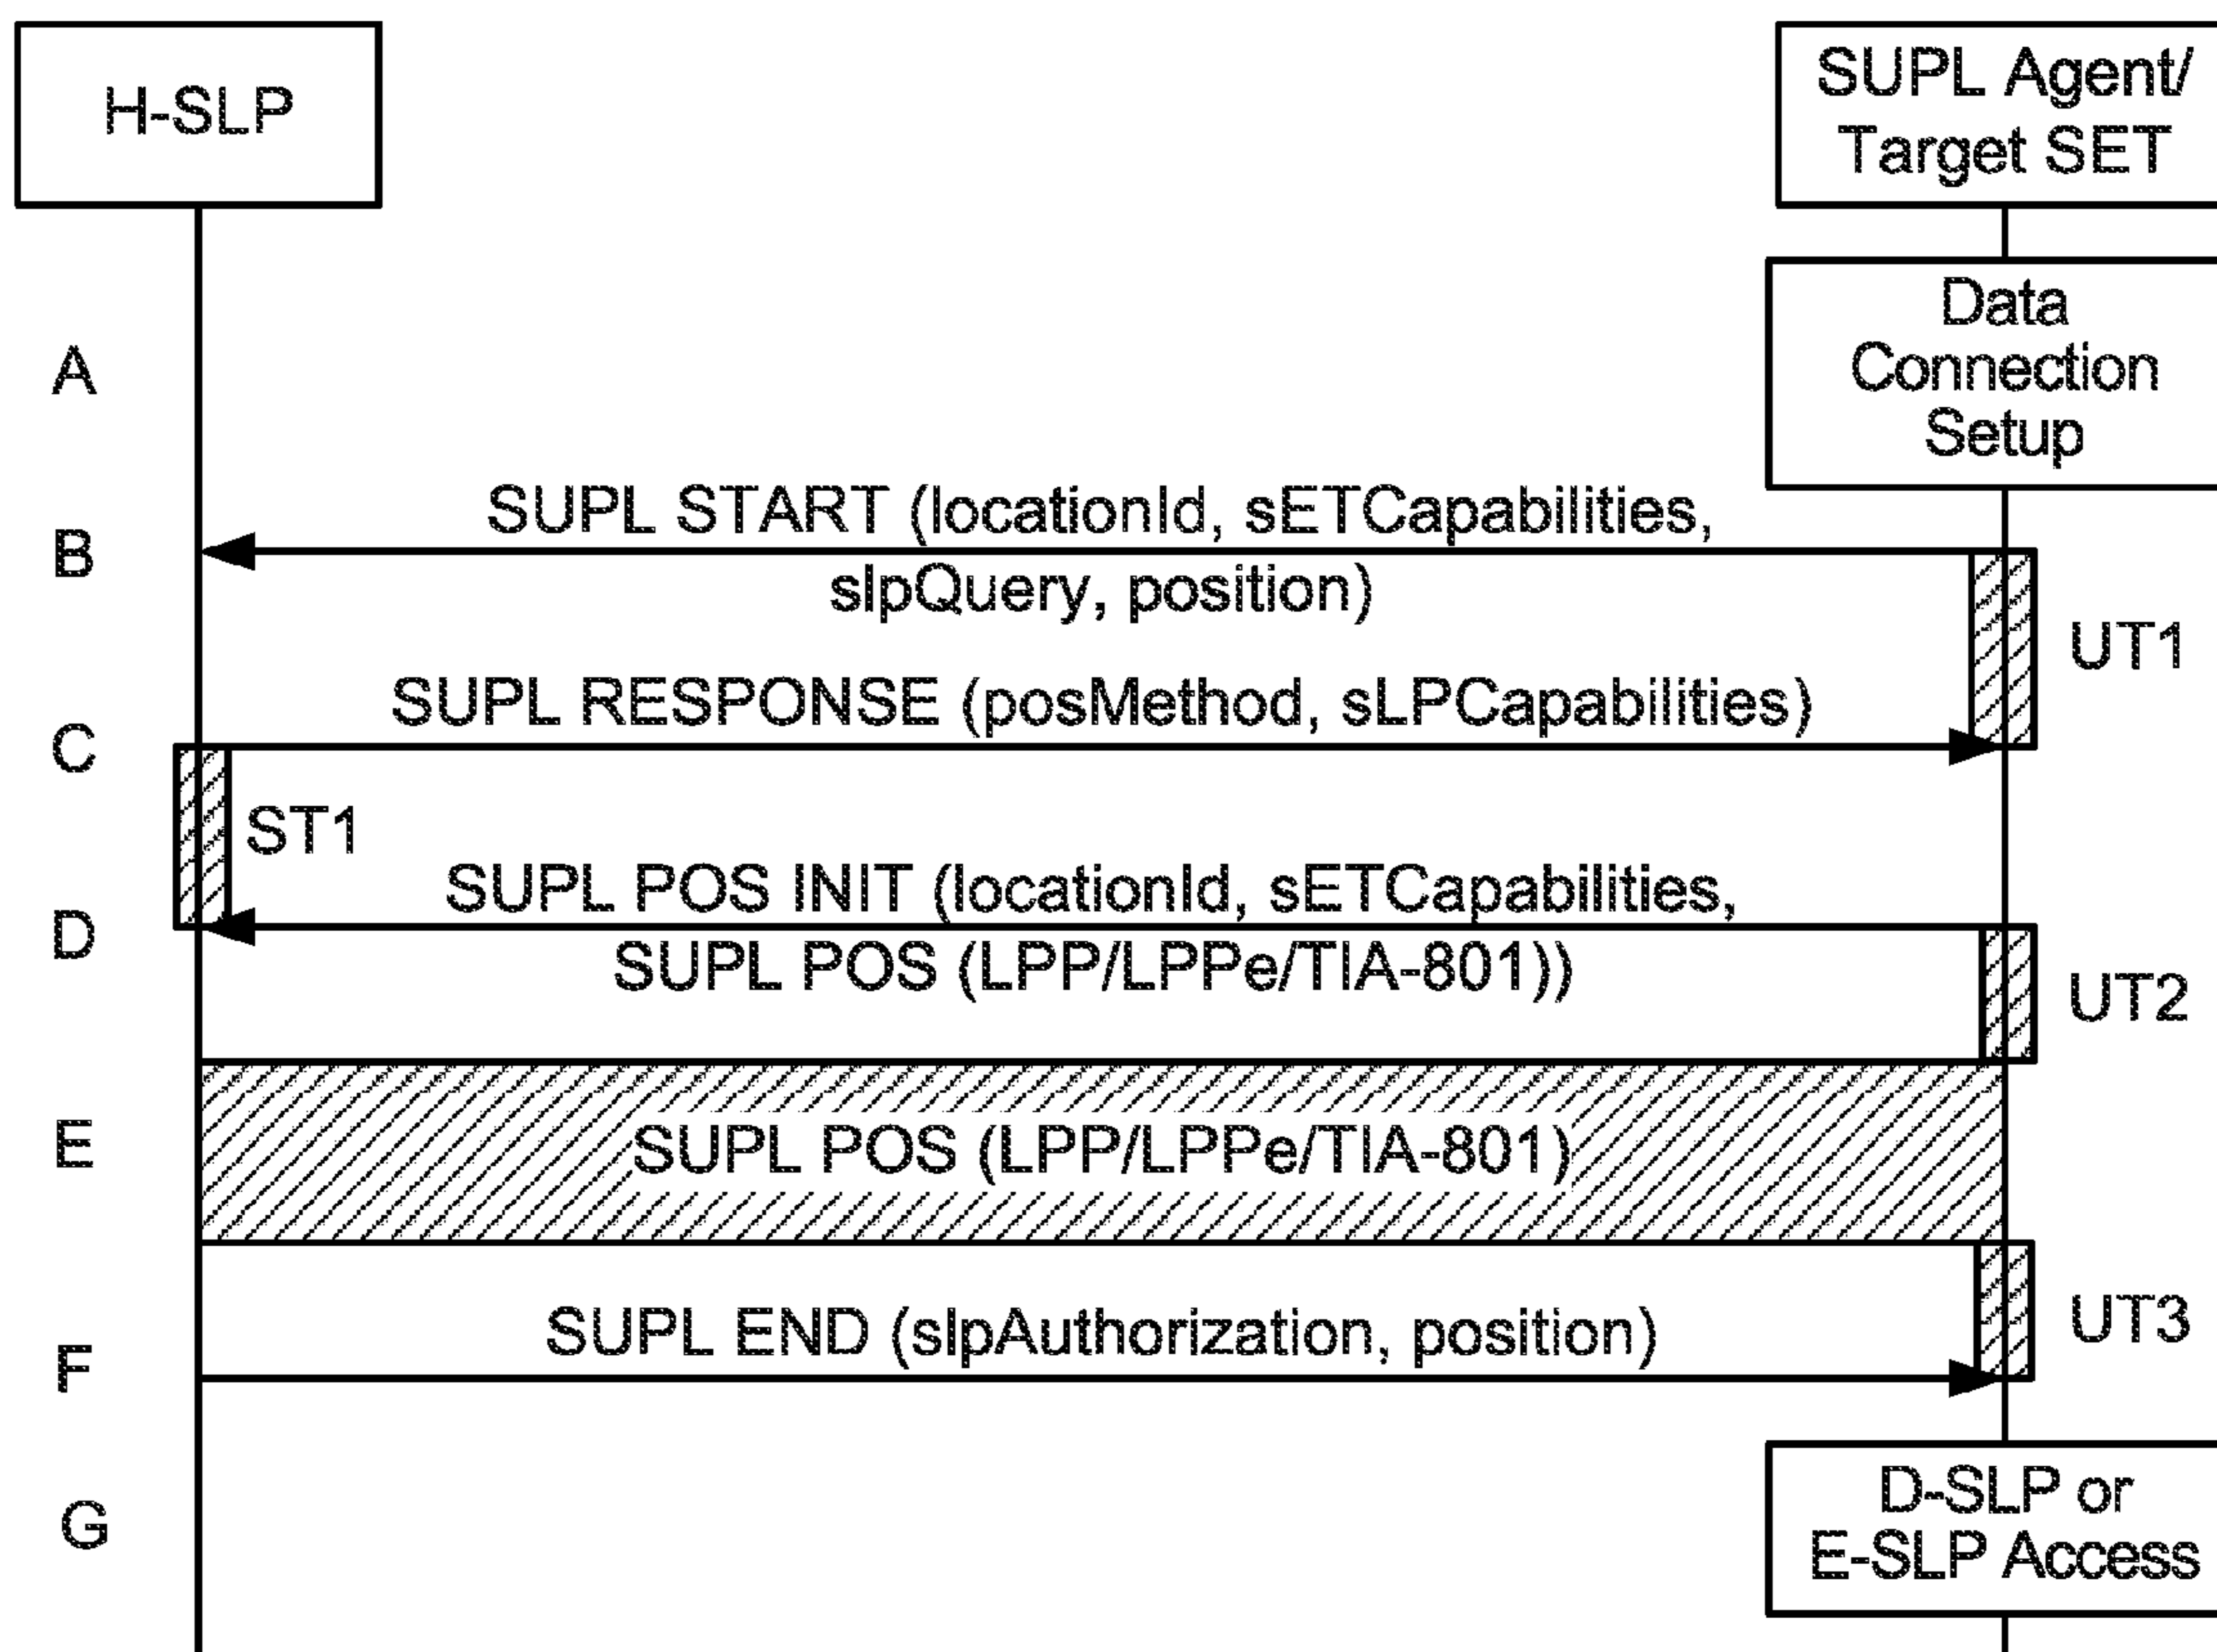 H-SLP
SUPL Agent/
Target SET
Data
Connection
Setup
A
SUPL START (locationId, sETCapabilities,
B
slpQuery, position)
UT1
SUPL RESPONSE (posMethod, sLPCapabilities)
C
ST1
SUPL POS INIT (locationId, sETCapabilities,
D
SUPL POS (LPP/LPPe/TIA-801))
UT2
E
SUPL POS (LPP/LPPe/TIA-801)
SUPL END (slpAuthorization, position)
UT3
F
D-SLP or
E-SLP Access
G